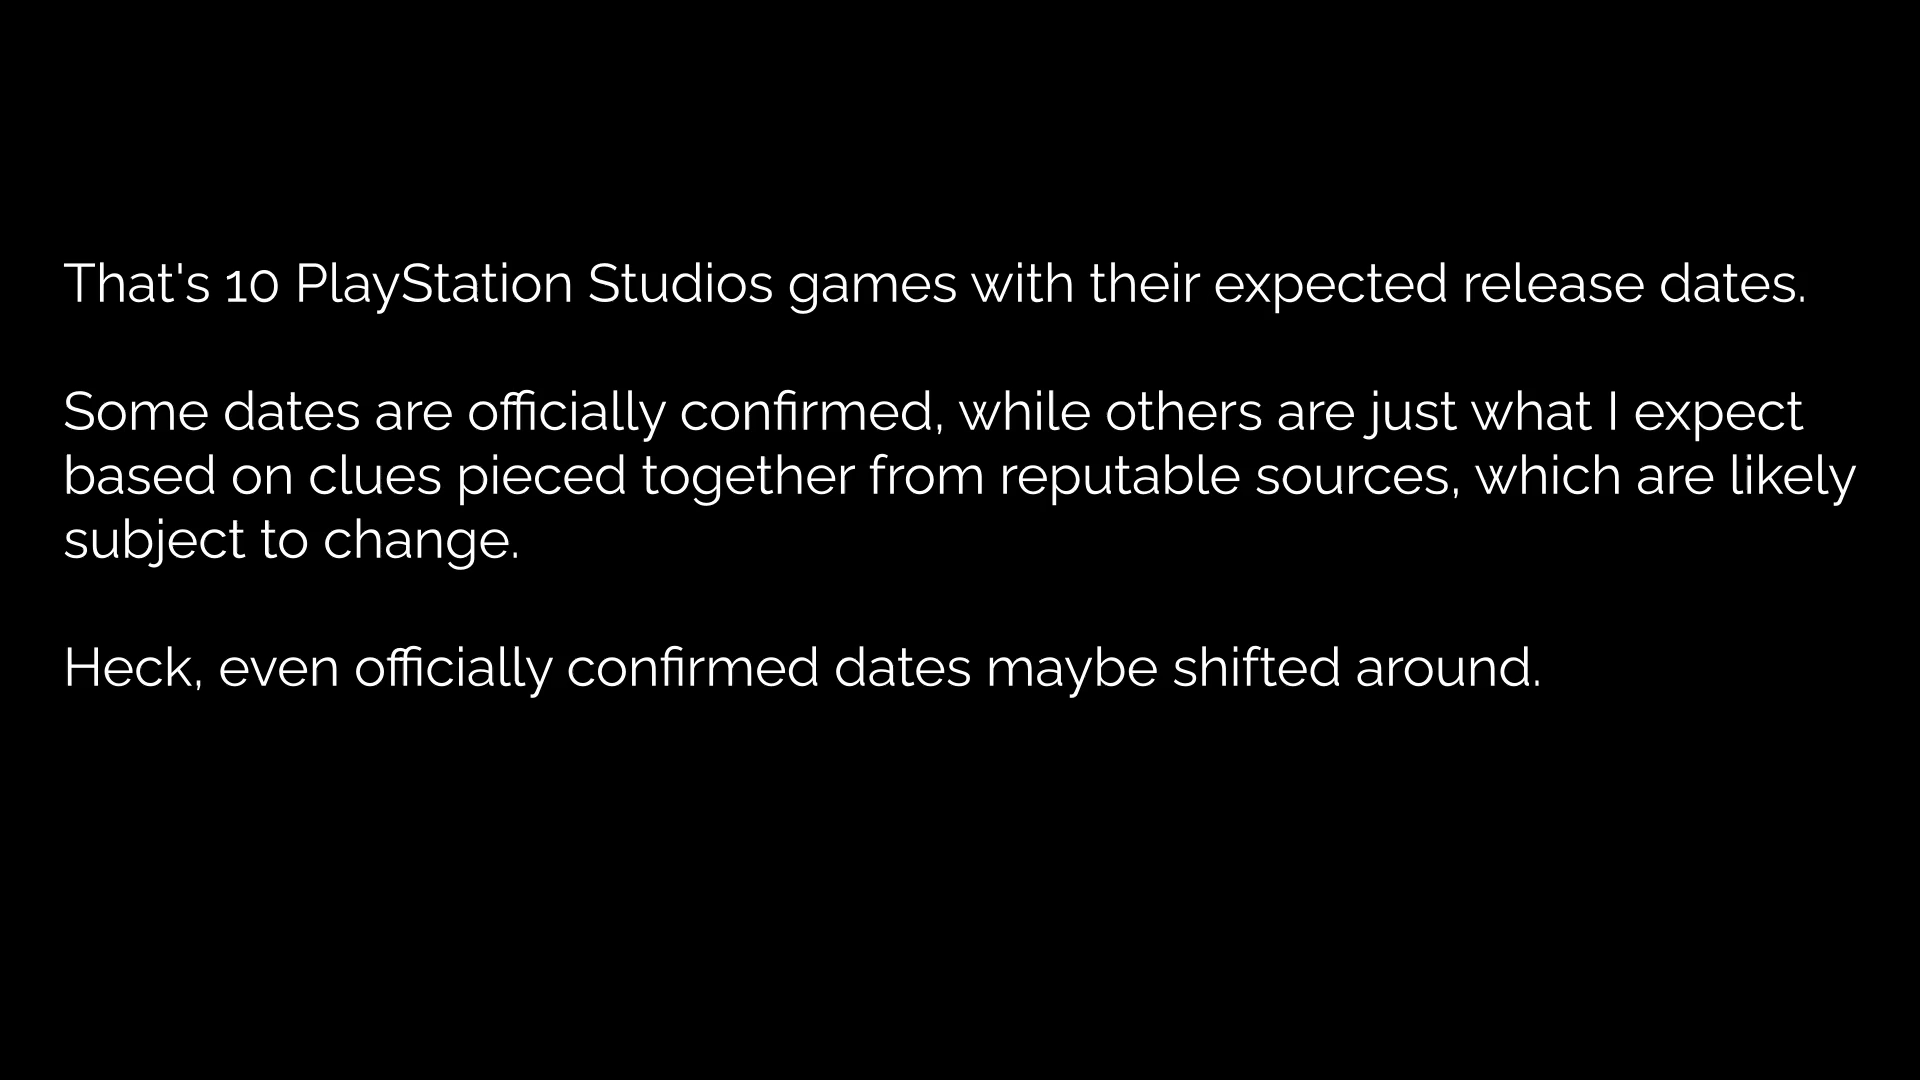 That's 10 PlayStation Studios games with their expected release dates.
Some dates are officially confirmed, while others are just what I expect
based on clues pieced together from reputable sources, which are likely
subject to change.
Heck, even officially confirmed dates maybe shifted around.